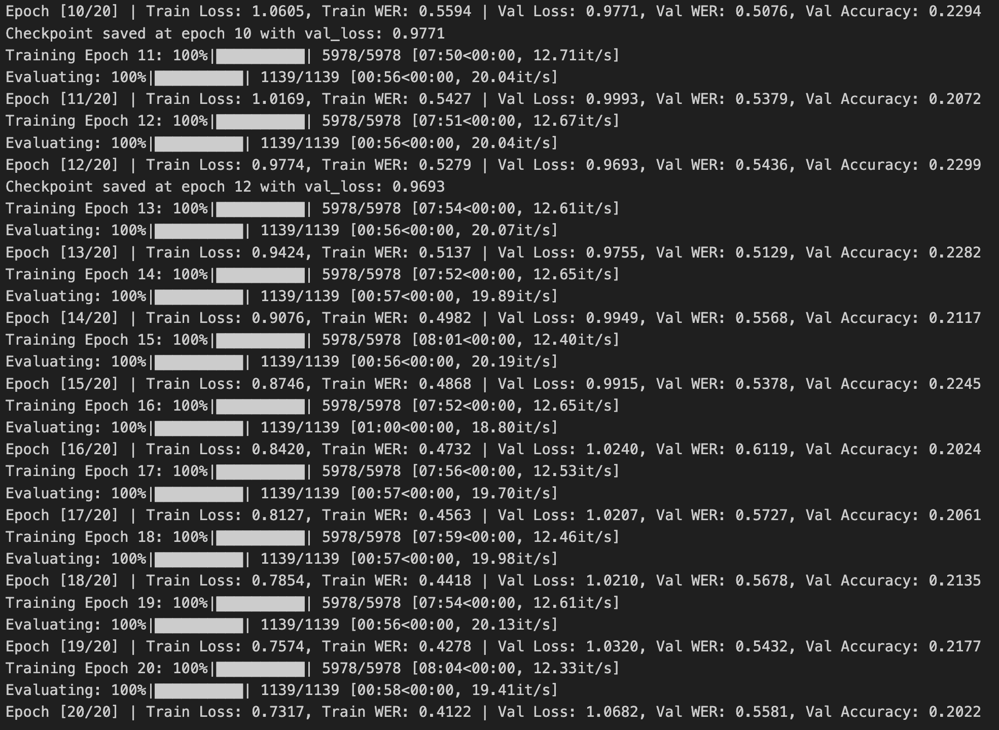 Epoch [10/20] | Train Loss: 1.0605, Train WER: 0.5594 | Val Loss: 0.9771, Val WER: 0.5076, Val Accuracy: 0.2294
Checkpoint saved at epoch 10 with val_loss: 0.9771
Training Epoch 11: 100%|██████████| 5978/5978 [07:50<00:00, 12.71it/s]
Evaluating: 100%|██████████| 1139/1139 [00:56<00:00, 20.04it/s]
Epoch [11/20] | Train Loss: 1.0169, Train WER: 0.5427 | Val Loss: 0.9993, Val WER: 0.5379, Val Accuracy: 0.2072
Training Epoch 12: 100%|██████████| 5978/5978 [07:51<00:00, 12.67it/s]
Evaluating: 100%|██████████| 1139/1139 [00:56<00:00, 20.04it/s]
Epoch [12/20] | Train Loss: 0.9774, Train WER: 0.5279 | Val Loss: 0.9693, Val WER: 0.5436, Val Accuracy: 0.2299
Checkpoint saved at epoch 12 with val_loss: 0.9693
Training Epoch 13: 100%|██████████| 5978/5978 [07:54<00:00, 12.61it/s]
Evaluating: 100%|██████████| 1139/1139 [00:56<00:00, 20.07it/s]
Epoch [13/20] | Train Loss: 0.9424, Train WER: 0.5137 | Val Loss: 0.9755, Val WER: 0.5129, Val Accuracy: 0.2282
Training Epoch 14: 100%|██████████| 5978/5978 [07:52<00:00, 12.65it/s]
Evaluating: 100%|██████████| 1139/1139 [00:57<00:00, 19.89it/s]
Epoch [14/20] | Train Loss: 0.9076, Train WER: 0.4982 | Val Loss: 0.9949, Val WER: 0.5568, Val Accuracy: 0.2117
Training Epoch 15: 100%|██████████| 5978/5978 [08:01<00:00, 12.40it/s]
Evaluating: 100%|██████████| 1139/1139 [00:56<00:00, 20.19it/s]
Epoch [15/20] | Train Loss: 0.8746, Train WER: 0.4868 | Val Loss: 0.9915, Val WER: 0.5378, Val Accuracy: 0.2245
Training Epoch 16: 100%|██████████| 5978/5978 [07:52<00:00, 12.65it/s]
Evaluating: 100%|██████████| 1139/1139 [01:00<00:00, 18.80it/s]
Epoch [16/20] | Train Loss: 0.8420, Train WER: 0.4732 | Val Loss: 1.0240, Val WER: 0.6119, Val Accuracy: 0.2024
Training Epoch 17: 100%|██████████| 5978/5978 [07:56<00:00, 12.53it/s]
Evaluating: 100%|██████████| 1139/1139 [00:57<00:00, 19.70it/s]
Epoch [17/20] | Train Loss: 0.8127, Train WER: 0.4563 | Val Loss: 1.0207, Val WER: 0.5727, Val Accuracy: 0.2061
Training Epoch 18: 100%|██████████| 5978/5978 [07:59<00:00, 12.46it/s]
Evaluating: 100%|██████████| 1139/1139 [00:57<00:00, 19.98it/s]
Epoch [18/20] | Train Loss: 0.7854, Train WER: 0.4418 | Val Loss: 1.0210, Val WER: 0.5678, Val Accuracy: 0.2135
Training Epoch 19: 100%|██████████| 5978/5978 [07:54<00:00, 12.61it/s]
Evaluating: 100%|██████████| 1139/1139 [00:56<00:00, 20.13it/s]
Epoch [19/20] | Train Loss: 0.7574, Train WER: 0.4278 | Val Loss: 1.0320, Val WER: 0.5432, Val Accuracy: 0.2177
Training Epoch 20: 100%|██████████| 5978/5978 [08:04<00:00, 12.33it/s]
Evaluating: 100%|██████████| 1139/1139 [00:58<00:00, 19.41it/s]
Epoch [20/20] | Train Loss: 0.7317, Train WER: 0.4122 | Val Loss: 1.0682, Val WER: 0.5581, Val Accuracy: 0.2022